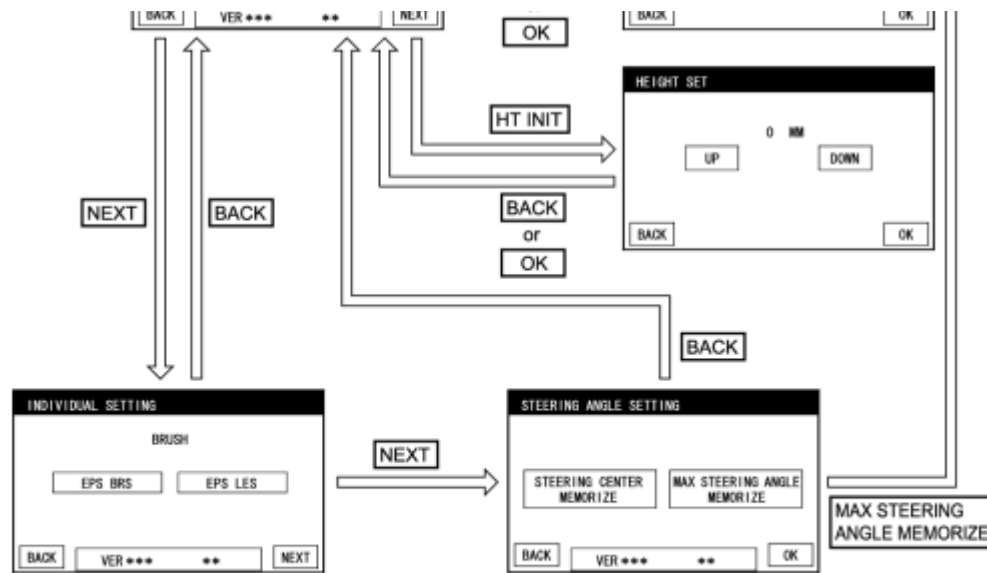 BACK
VER ***
**
NEXT
OK
BACK
OK
HEIGHT SET
0 MM
UP
DOWN
BACK
OK
HT INIT
BACK
or
OK
NEXT
BACK
BACK
INDIVIDUAL SETTING
BRUSH
EPS BRS
EPS LES
BACK
VER ***
**
NEXT
NEXT
STEERING ANGLE SETTING
STEERING CENTER
MEMORIZE
MAX STEERING ANGLE
MEMORIZE
BACK
VER ***
**
OK
MAX STEERING
ANGLE MEMORIZE